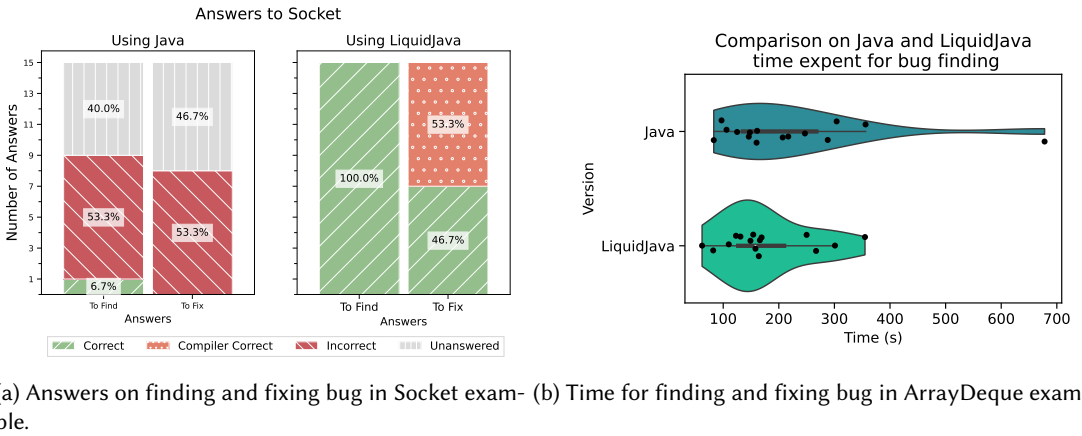 Answers to Socket
Using Java
Using LiquidJava
Number of Answers
15
13
11
9
7
5
3
1
40.0%
53.3%
6.7%
46.7%
53.3%
100.0%
53.3%
46.7%
To Find
To Fix
Answers
To Find
To Fix
Answers
Correct
Compiler Correct
Incorrect
Unanswered
Comparison on Java and LiquidJava
time expent for bug finding
Version
Java
LiquidJava
100
200
300
400
500
600
700
Time (s)
(a) Answers on finding and fixing bug in Socket exam-
ple.
(b) Time for finding and fixing bug in ArrayDeque exam